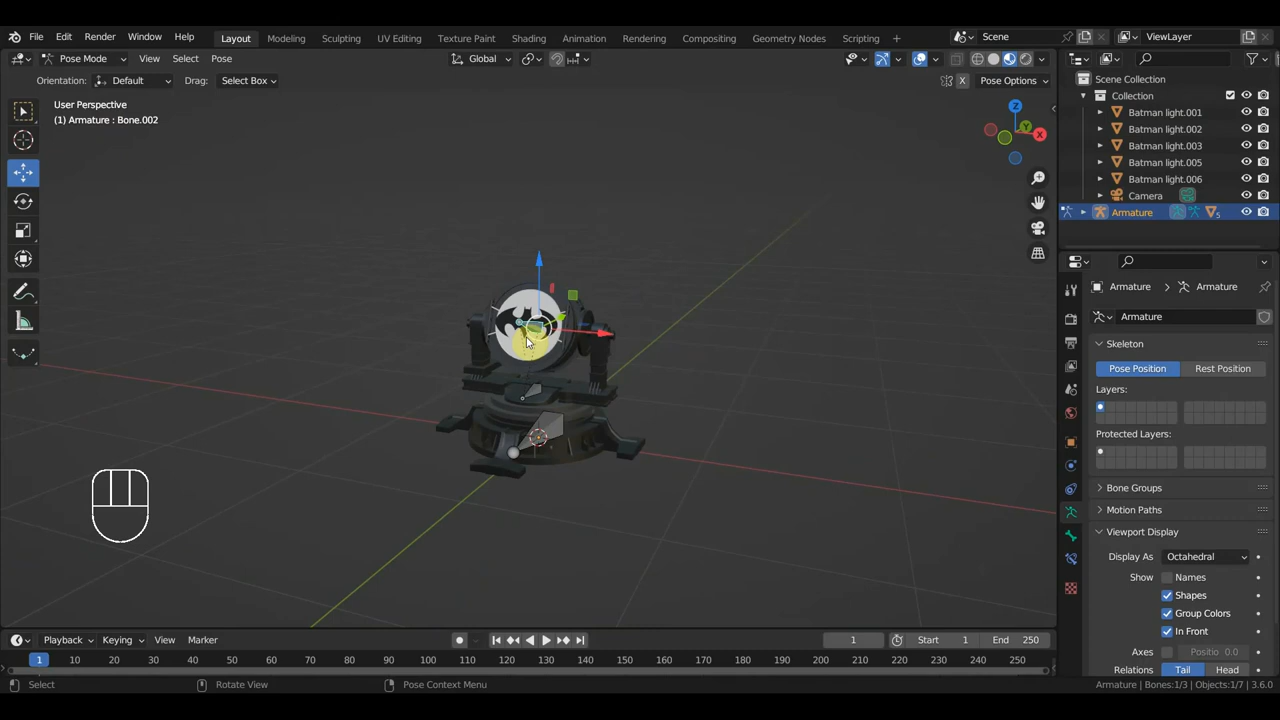 File Edit Render Window Help Layout Modeling Sculpting UV Editing Texture Paint Shading Animation Rendering Compositing Geometry Nodes Scripting + Scene ViewLayer
Pose Mode View Select Pose Global
Orientation: Default Drag: Select Box X Pose Options
User Perspective
(1) Armature : Bone.002
Z
Y
X
Scene Collection
Collection
Batman light.001
Batman light.002
Batman light.003
Batman light.005
Batman light.006
Camera
Armature 5
Armature > Armature
Armature
Skeleton
Pose Position Rest Position
Layers:
Protected Layers:
Bone Groups
Motion Paths
Viewport Display
Display As Octahedral
Show Names
Shapes
Group Colors
In Front
Axes Positio 0.0
Relations Tail Head
Playback Keying View Marker 1 Start 1 End 250
1 10 20 30 40 50 60 70 80 90 100 110 120 130 140 150 160 170 180 190 200 210 220 230 240 250
Select Rotate View Pose Context Menu Armature | Bones:1/3 | Objects:1/7 | 3.6.0